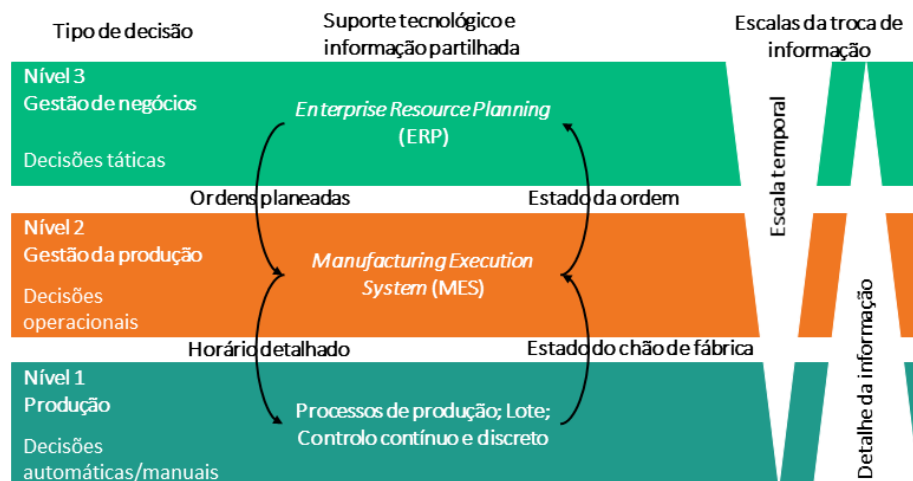 Tipo de decisão
Suporte tecnológico e
informação partilhada
Escalas da troca de
informação
Nível 3
Gestão de negócios
Decisões táticas
Enterprise Resource Planning
(ERP)
Ordens planeadas
Estado da ordem
Escala temporal
Nível 2
Gestão da produção
Decisões
operacionais
Manufacturing Execution
System (MES)
Horário detalhado
Estado do chão de fábrica
Detalhe da informação
Nível 1
Produção
Decisões
automáticas/manuais
Processos de produção; Lote;
Controlo contínuo e discreto